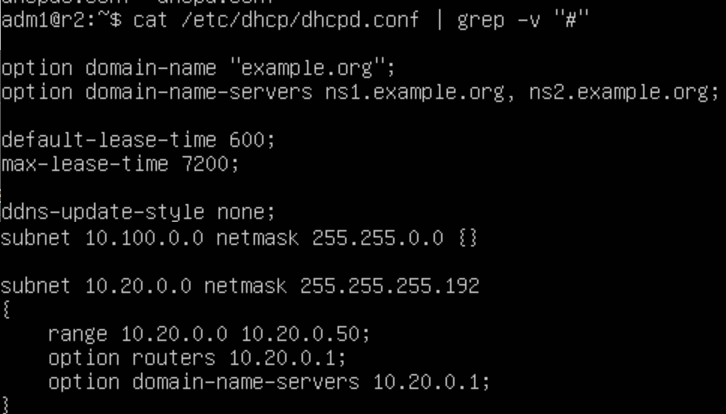 adm1@r2:~$ cat /etc/dhcp/dhcpd.conf | grep -v "#"
option domain-name "example.org";
option domain-name-servers ns1.example.org, ns2.example.org;
default-lease-time 600;
max-lease-time 7200;
ddns-update-style none;
subnet 10.100.0.0 netmask 255.255.0.0 {}
subnet 10.20.0.0 netmask 255.255.255.192
{
    range 10.20.0.0 10.20.0.50;
    option routers 10.20.0.1;
    option domain-name-servers 10.20.0.1;
}